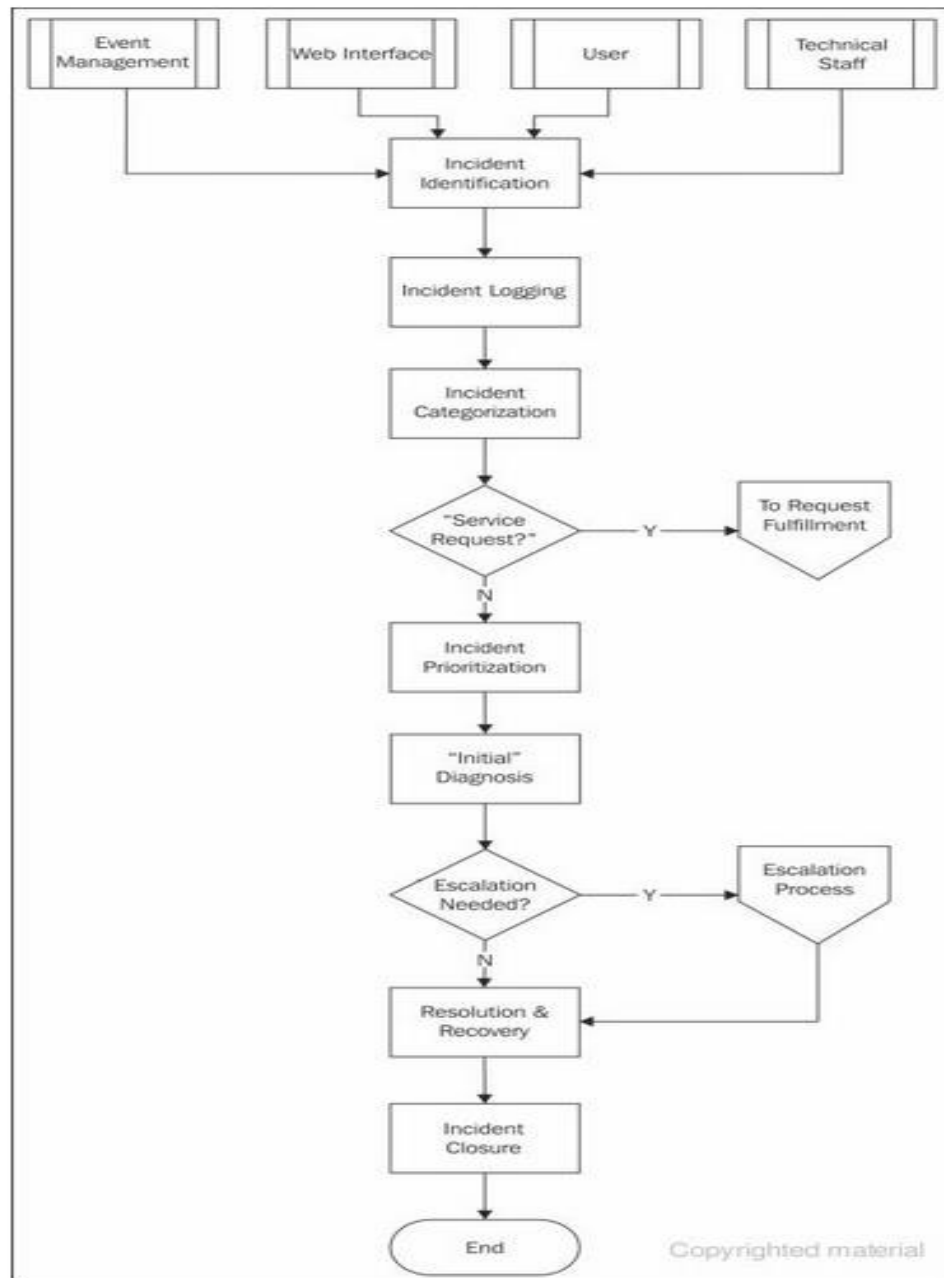 Event
Management
Web Interface
User
Technical
Staff
Incident
Identification
Incident Logging
Incident
Categorization
"Service
Request?"
Y
To Request
Fulfillment
N
Incident
Prioritization
"Initial"
Diagnosis
Escalation
Needed?
Y
Escalation
Process
N
Resolution &
Recovery
Incident
Closure
End
Copyrighted material